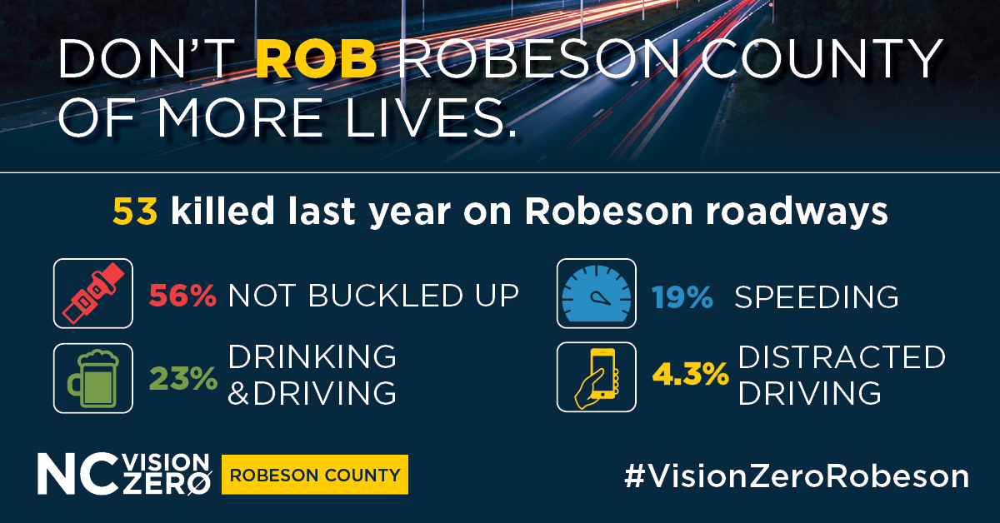 DON'T ROB ROBESON COUNTY
OF MORE LIVES.
53 killed last year on Robeson roadways
56% NOT BUCKLED UP
19% SPEEDING
23% DRINKING
&DRIVING
4.3% DISTRACTED
DRIVING
NC VISION
ZERØ
ROBESON COUNTY
#VisionZeroRobeson